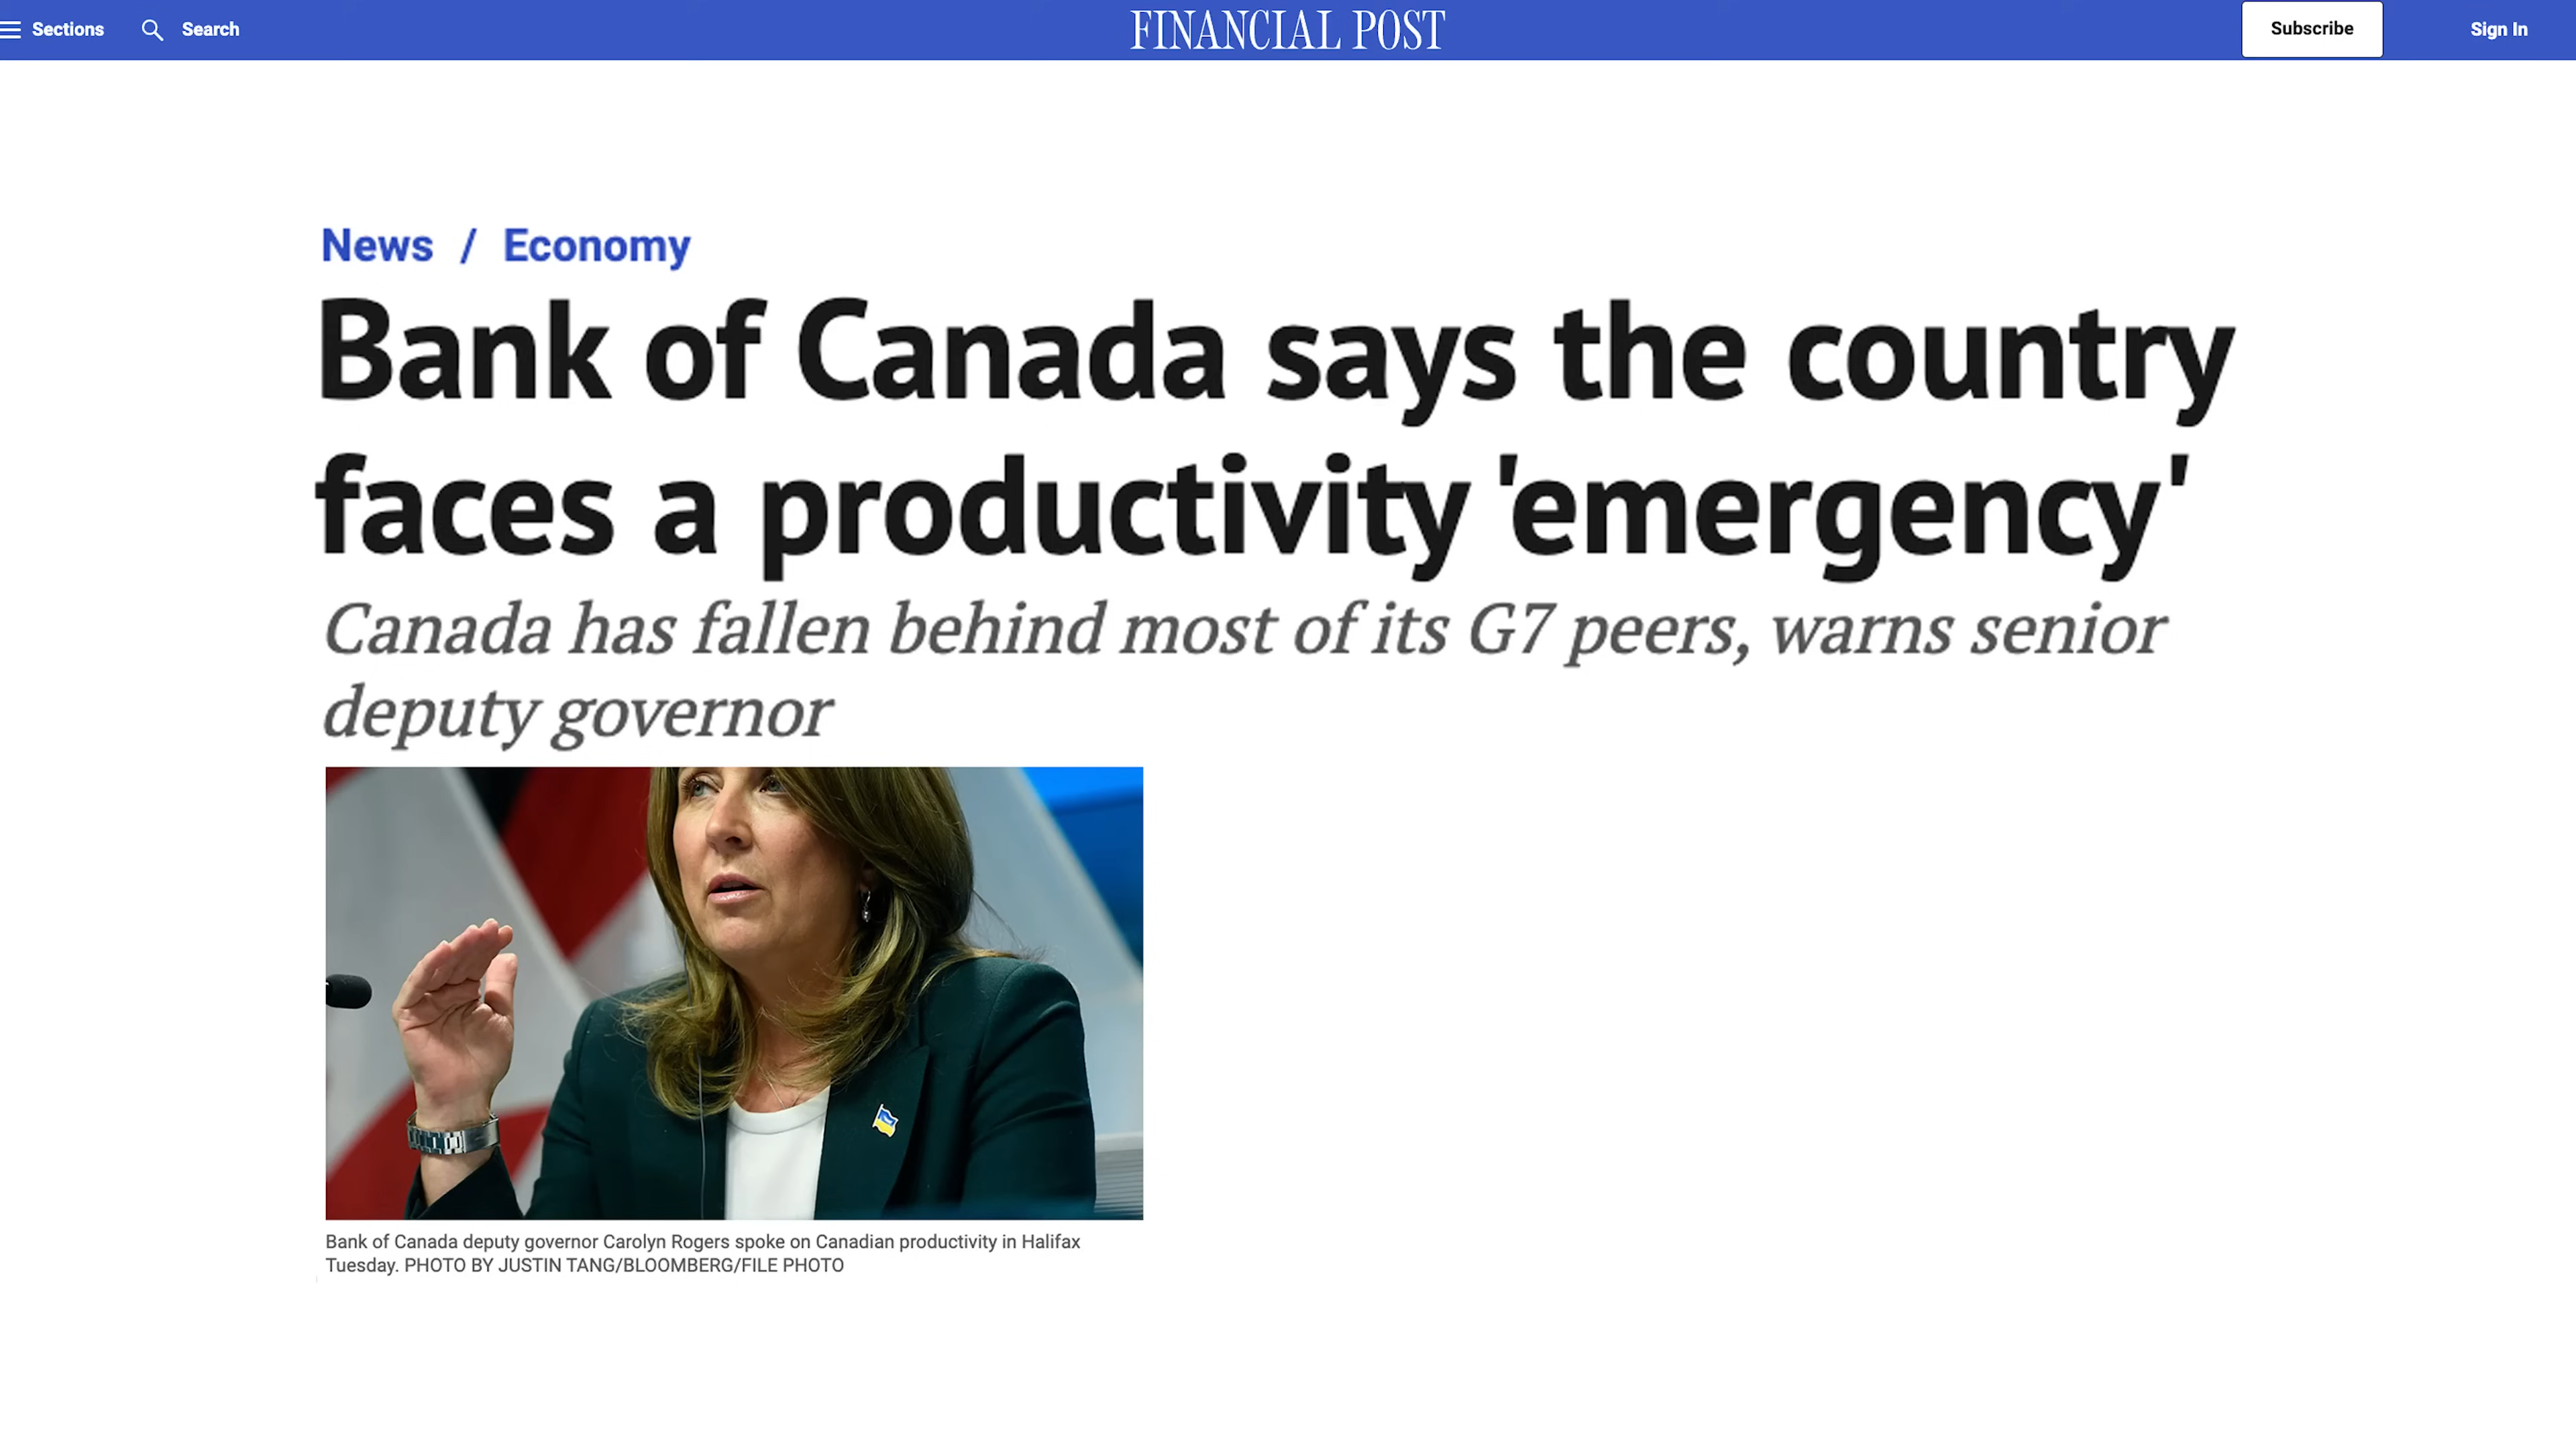 Sections Search FINANCIAL POST Subscribe Sign In
News / Economy
Bank of Canada says the country
faces a productivity 'emergency'
Canada has fallen behind most of its G7 peers, warns senior
deputy governor
Bank of Canada deputy governor Carolyn Rogers spoke on Canadian productivity in Halifax
Tuesday. PHOTO BY JUSTIN TANG/BLOOMBERG/FILE PHOTO